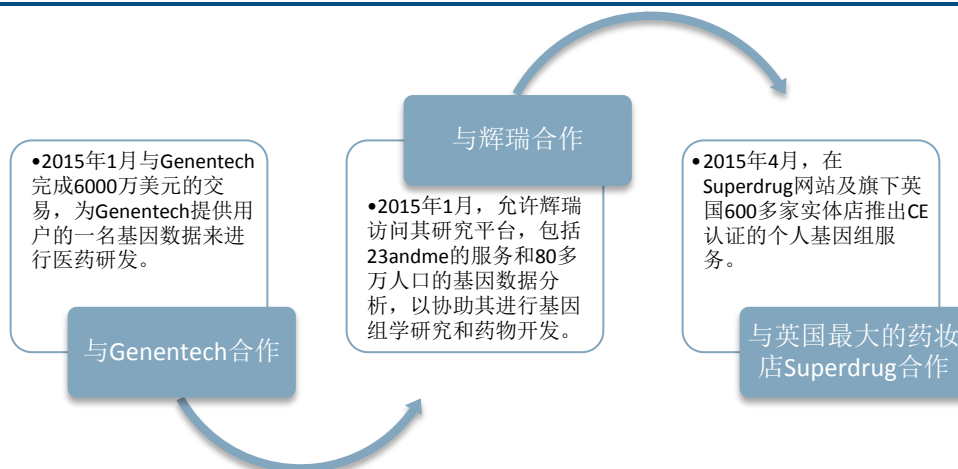 •2015年1月与Genentech
完成6000万美元的交
易，为Genentech提供用
户的一名基因数据来进
行医药研发。
与Genentech合作
与辉瑞合作
•2015年1月，允许辉瑞
访问其研究平台，包括
23andme的服务和80多
万人口的基因数据分
析，以协助其进行基因
组学研究和药物开发。
•2015年4月，在
Superdrug网站及旗下英
国600多家实体店推出CE
认证的个人基因组服
务。
与英国最大的药妆
店Superdrug合作